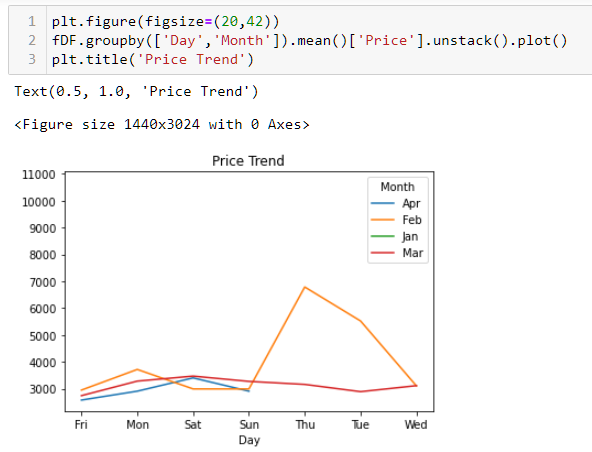 1 plt.figure(figsize=(20,42))
2 fDF.groupby(['Day','Month']).mean()['Price'].unstack().plot()
3 plt.title('Price Trend')
Text(0.5, 1.0, 'Price Trend')
<Figure size 1440x3024 with 0 Axes>
Price Trend
11000
10000
9000
8000
7000
6000
5000
4000
3000
Month
Apr
Feb
Jan
Mar
Fri Mon Sat Sun Thu Tue Wed
Day